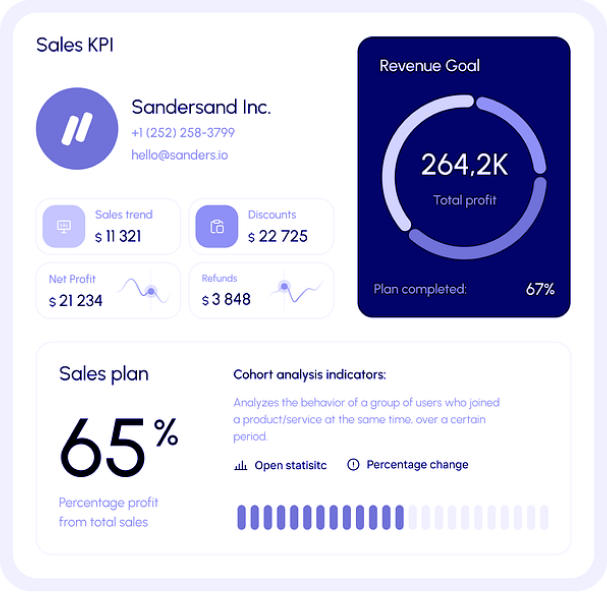 Sales KPI
Sandersand Inc.
+1 (252) 258-3799
hello@sanders.io
Sales trend
$ 11 321
Discounts
$ 22 725
Net Profit
$ 21 234
Refunds
$ 3 848
Revenue Goal
264,2K
Total profit
Plan completed: 67%
Sales plan
65%
Percentage profit
from total sales
Cohort analysis indicators:
Analyzes the behavior of a group of users who joined
a product/service at the same time, over a certain
period.
Open statisitc
Percentage change